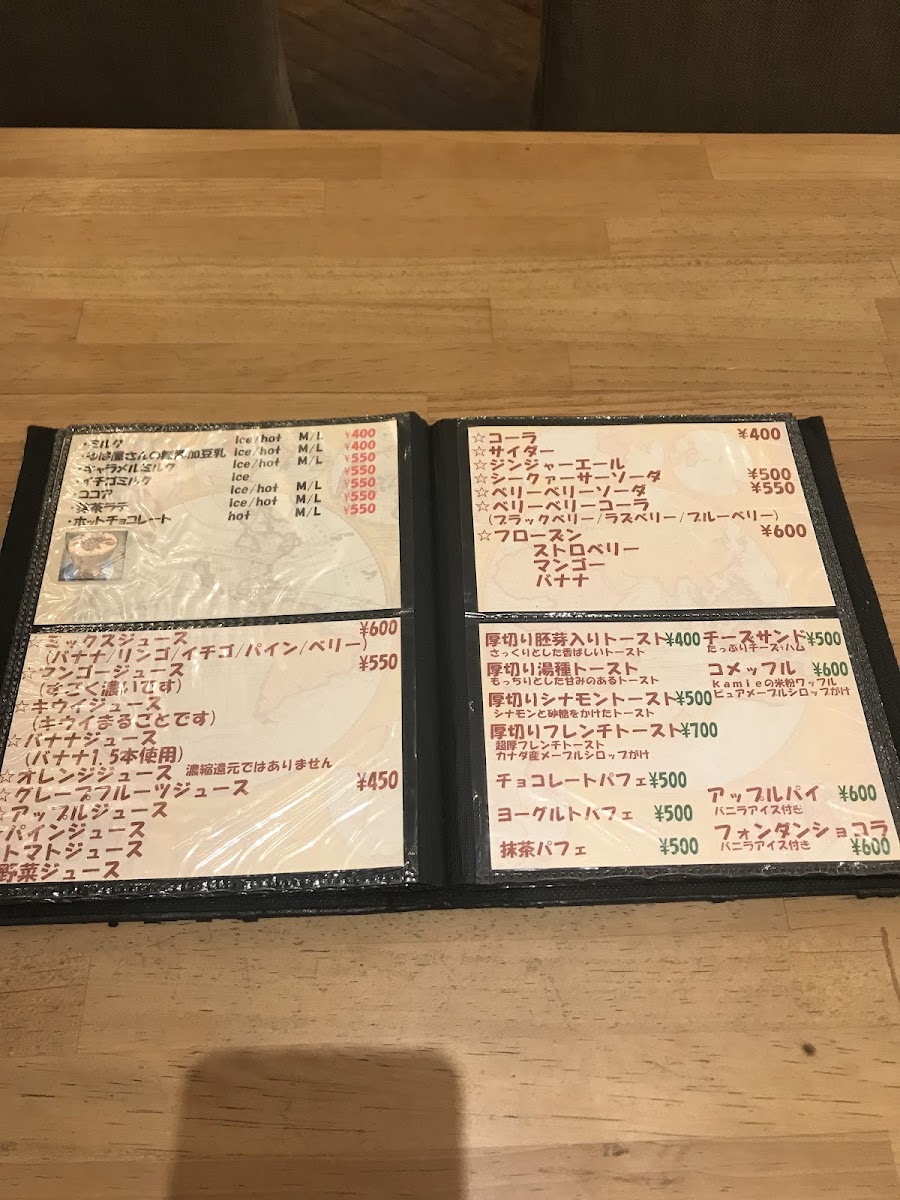 ・ミルク ice/hot M/L ¥400
ゆば屋さんの無添加豆乳 ice/hot M/L ¥400
・キャラメルミルク ice/hot M/L ¥550
・イチゴミルク ice ¥550
・ココア ice/hot M/L ¥550
・抹茶ラテ ice/hot M/L ¥550
・ホットチョコレート hot M/L ¥550
ミックスジュース ¥600
(バナナ/リンゴ/イチゴ/パイン/ベリー)
☆マンゴージュース ¥550
(すごく濃いです)
☆キウイジュース
(キウイまるごとです)
☆バナナジュース
(バナナ1.5本使用)
☆オレンジジュース 濃縮還元ではありません
☆グレープフルーツジュース ¥450
☆アップルジュース
パインジュース
トマトジュース
野菜ジュース
☆コーラ ¥400
☆サイダー
☆ジンジャーエール
☆シークァーサーソーダ ¥500
☆ベリーベリーソーダ ¥550
☆ベリーベリーコーラ
(ブラックベリー/ラズベリー/ブルーベリー)
☆フローズン ¥600
ストロベリー
マンゴー
バナナ
厚切り胚芽入りトースト¥400
さっくりとした香ばしいトースト
厚切り湯種トースト
もっちりとした甘みのあるトースト
厚切りシナモントースト¥500
シナモンと砂糖をかけたトースト
厚切りフレンチトースト¥700
超厚フレンチトースト
カナダ産メープルシロップがけ
チョコレートパフェ¥500
ヨーグルトパフェ ¥500
抹茶パフェ ¥500
チーズサンド¥500
たっぷりチーズ+ハム
コメッフル ¥600
kamieの米粉ワッフル
ピュアメープルシロップがけ
アップルパイ ¥600
バニラアイス付き
フォンダンショコラ
バニラアイス付き ¥600